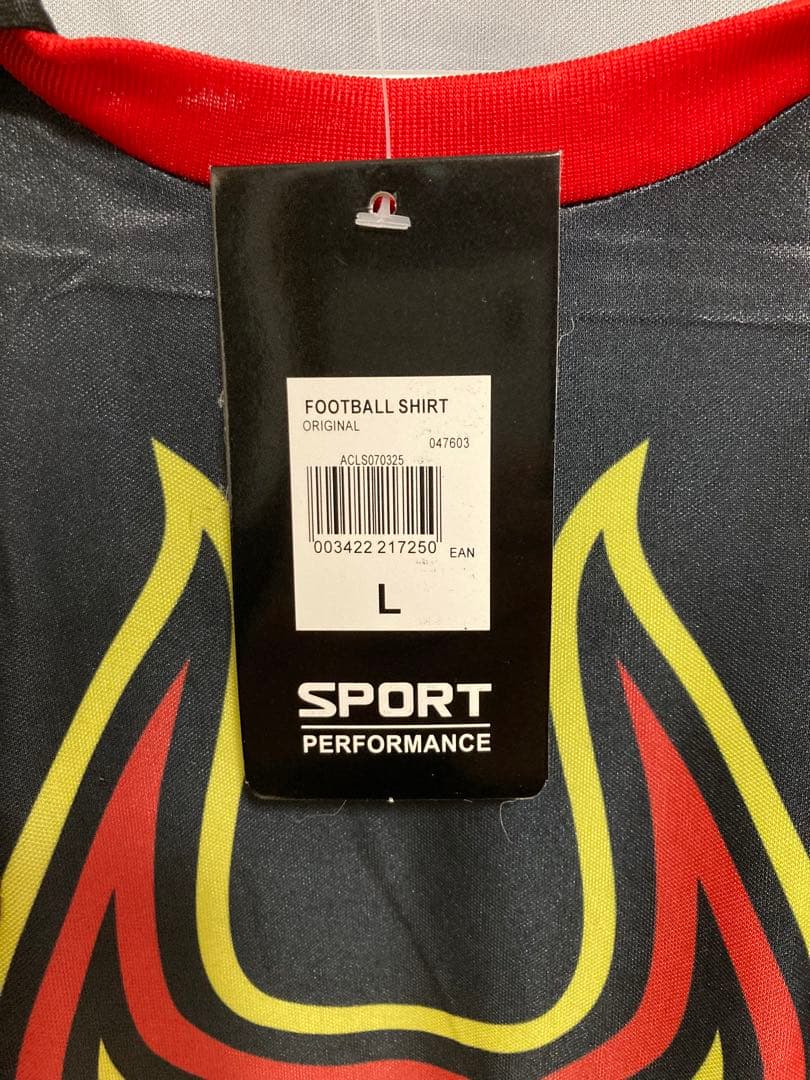 FOOTBALL SHIRT
ORIGINAL
047603
ACLS070325
003422 217250 EAN
L
SPORT
PERFORMANCE